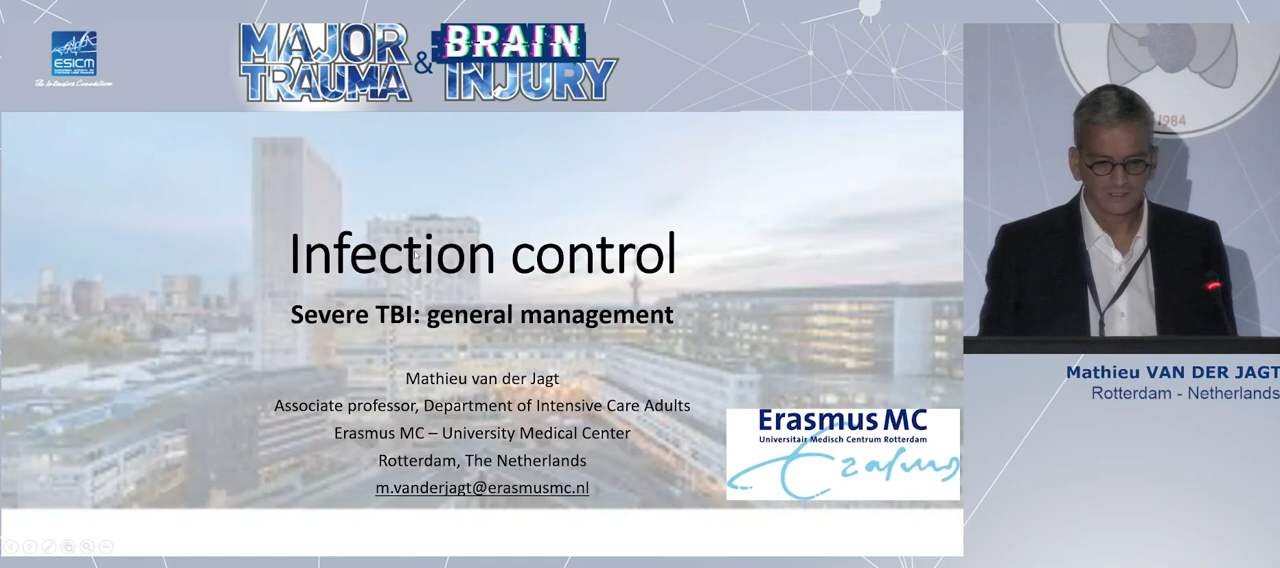 ESICM
The Intensive Connection
MAJOR
TRAUMA
&
BRAIN
INJURY
1984
Infection control
Severe TBI: general management
Mathieu van der Jagt
Associate professor, Department of Intensive Care Adults
Erasmus MC – University Medical Center
Rotterdam, The Netherlands
m.vanderjagt@erasmusmc.nl
Erasmus MC
Universitair Medisch Centrum Rotterdam
Erasmus
Mathieu VAN DER JAGT
Rotterdam - Netherlands